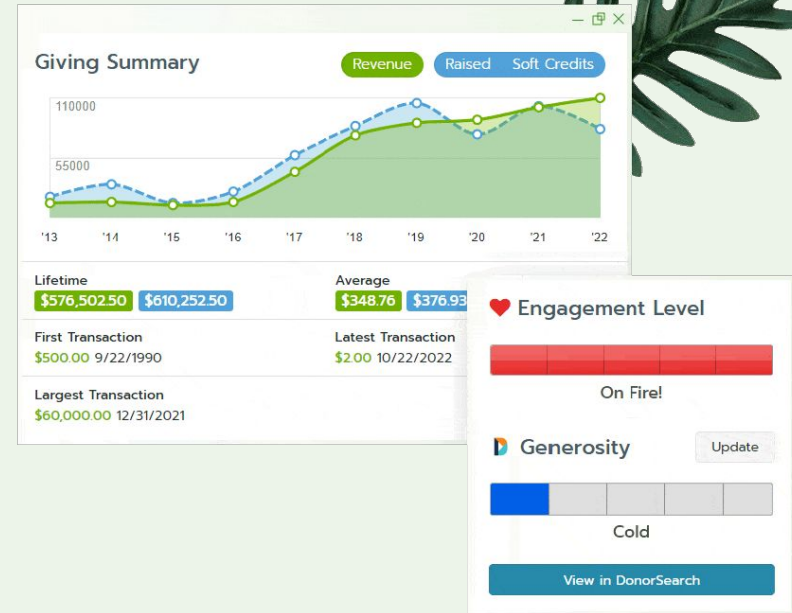 Giving Summary
Revenue Raised Soft Credits
110000
55000
'13 '14 '15 '16 '17 '18 '19 '20 '21 '22
Lifetime
$576,502.50 $610,252.50
Average
$348.76 $376.93
First Transaction
$500.00 9/22/1990
Latest Transaction
$2.00 10/22/2022
Largest Transaction
$60,000.00 12/31/2021
Engagement Level
On Fire!
Generosity
Update
Cold
View in DonorSearch